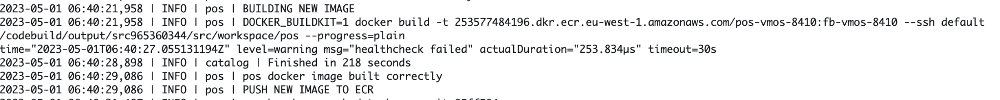 2023-05-01 06:40:21,958 | INFO | pos | BUILDING NEW IMAGE
2023-05-01 06:40:21,958 | INFO | pos | DOCKER_BUILDKIT=1 docker build -t 253577484196.dkr.ecr.eu-west-1.amazonaws.com/pos-vmos-8410:fb-vmos-8410 --ssh default
/codebuild/output/src965360344/src/workspace/pos --progress=plain
time="2023-05-01T06:40:27.055131194Z" level=warning msg="healthcheck failed" actualDuration="253.834µs" timeout=30s
2023-05-01 06:40:28,898 | INFO | catalog | Finished in 218 seconds
2023-05-01 06:40:29,086 | INFO | pos | pos docker image built correctly
2023-05-01 06:40:29,086 | INFO | pos | PUSH NEW IMAGE TO ECR